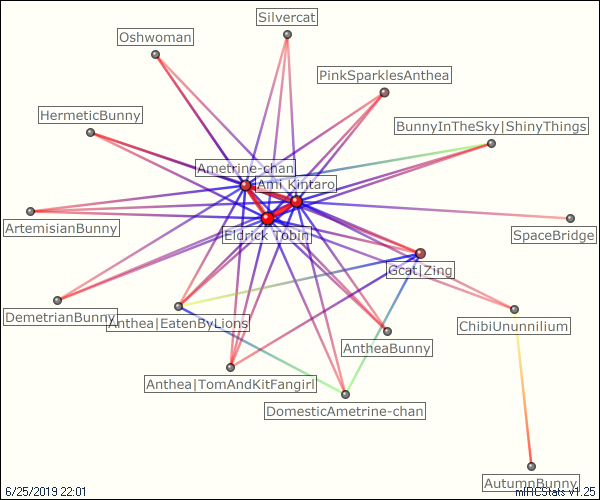 Silvercat
Oshwoman
PinkSparklesAnthea
HermeticBunny
BunnyInTheSky|ShinyThings
Ametrine-chan
Ami Kintaro
ArtemisianBunny
Eldrick Tobin
SpaceBridge
Gcat|Zing
DemetrianBunny
Anthea|EatenByLions
ChibiUnunnilium
AntheaBunny
Anthea|TomAndKitFangirl
DomesticAmetrine-chan
AutumnBunny
6/25/2019 22:01
mIRCStats v1.25